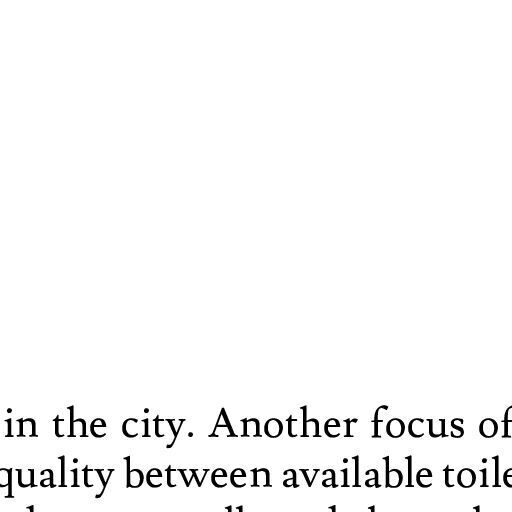 in the city. Another focus of
quality between available toile